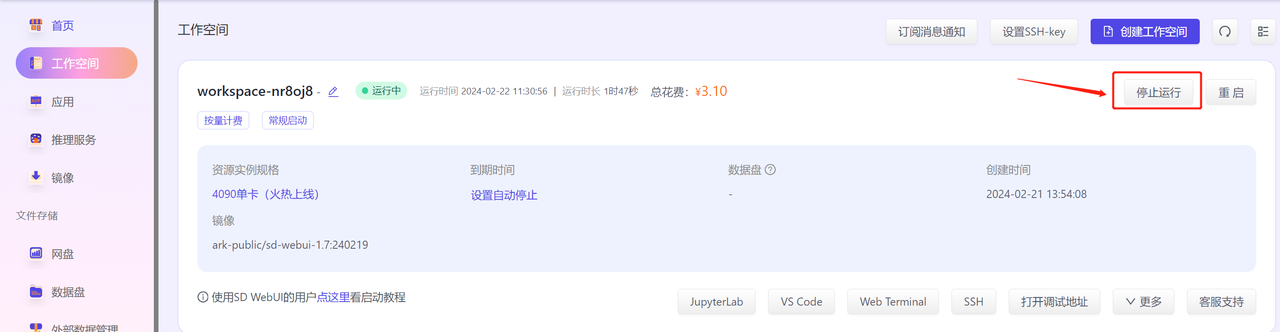 首页
工作空间
应用
推理服务
镜像
文件存储
网盘
数据盘
外部数据管理
工作空间
订阅消息通知
设置SSH-key
创建工作空间
workspace-nr8oj8 - 运行中 运行时间 2024-02-22 11:30:56 | 运行时长 1时47秒 总花费: ¥3.10
停止运行
重 启
按量计费 常规启动
资源实例规格 到期时间 数据盘 创建时间
4090单卡（火热上线） 设置自动停止 - 2024-02-21 13:54:08
镜像
ark-public/sd-webui-1.7:240219
使用SD WebUI的用户点这里看启动教程
JupyterLab
VS Code
Web Terminal
SSH
打开调试地址
更多
客服支持